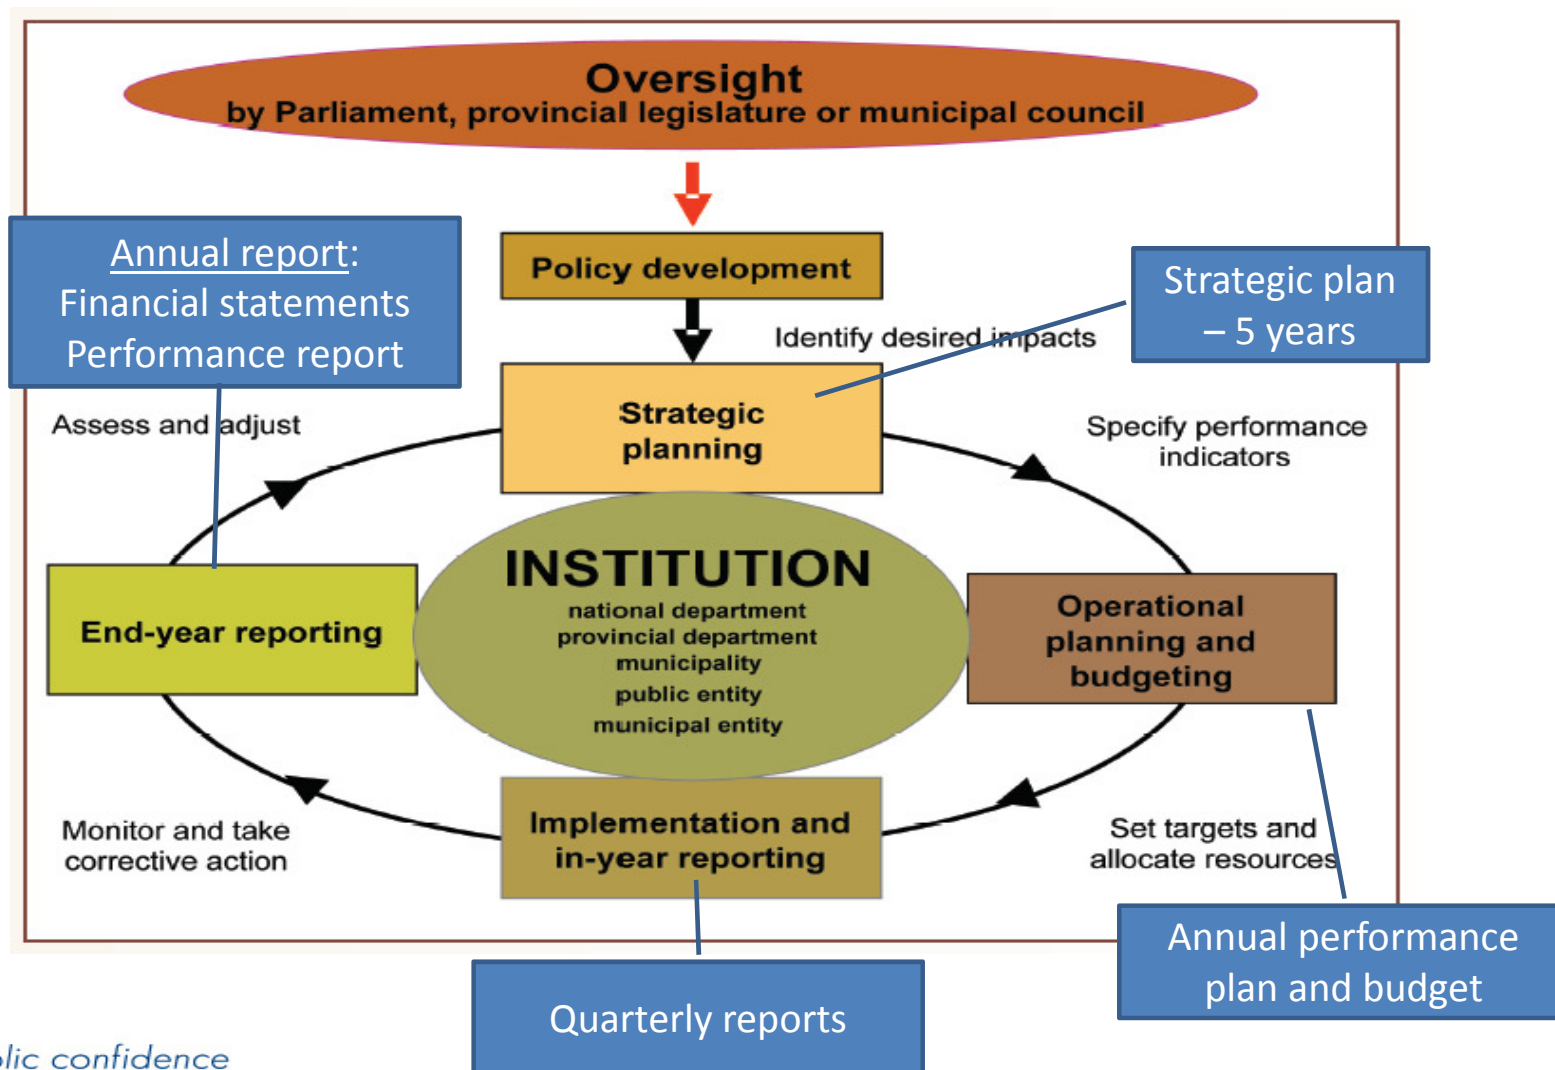 Oversight
by Parliament, provincial legislature or municipal council
Annual report:
Financial statements
Performance report
Policy development
Strategic plan
– 5 years
Identify desired impacts
Assess and adjust
Strategic
planning
Specify performance
indicators
INSTITUTION
national department
provincial department
municipality
public entity
municipal entity
End-year reporting
Operational
planning and
budgeting
Implementation and
in-year reporting
Monitor and take
corrective action
Set targets and
allocate resources
Annual performance
plan and budget
Quarterly reports
confidence